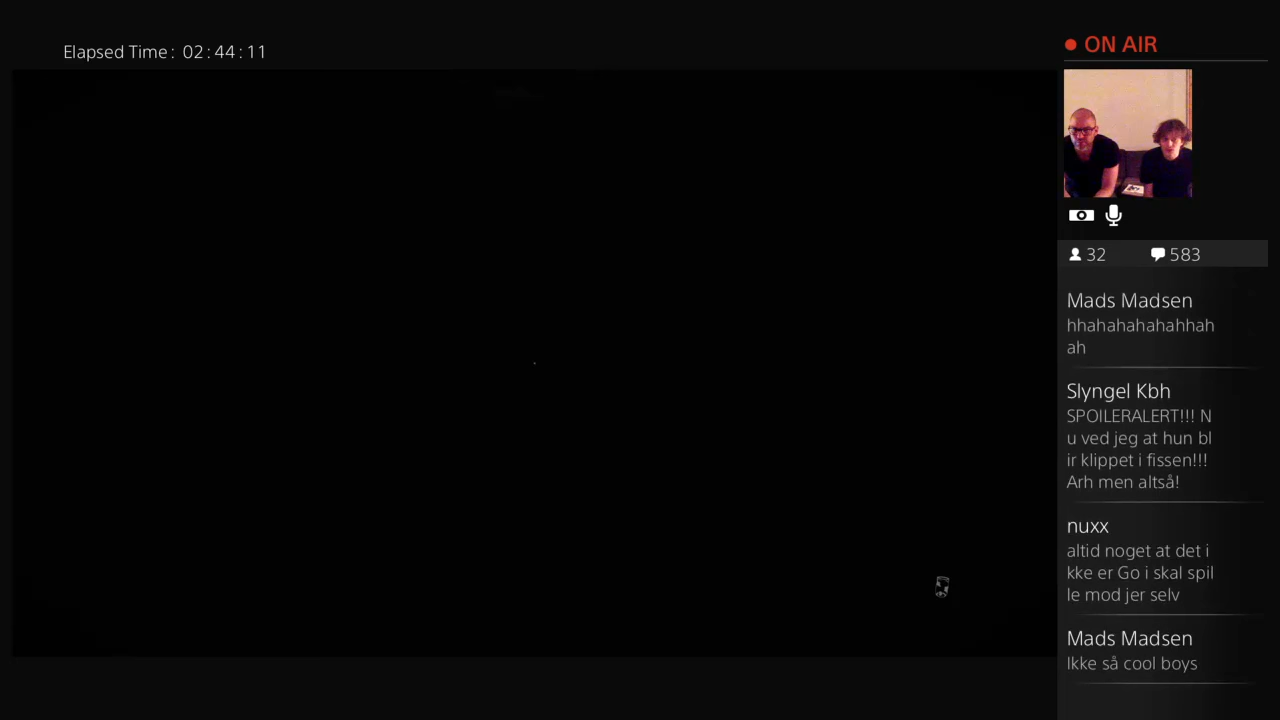 Elapsed Time: 02:44:11
ON AIR
32 583
Mads Madsen
hhahahahahahhah
ah
Slyngel Kbh
SPOILERALERT!!! N
u ved jeg at hun bl
ir klippet i fissen!!!
Arh men altså!
nuxx
altid noget at det i
kke er Go i skal spil
le mod jer selv
Mads Madsen
Ikke så cool boys